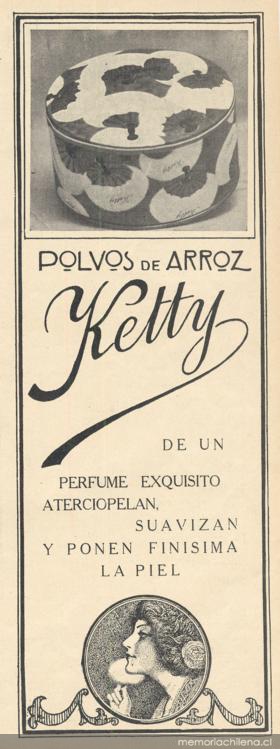 POLVOS DE ARROZ
Ketty
DE UN
PERFUME EXQUISITO
ATERCIOPELAN,
SUAVIZAN
Y PONEN FINISIMA
LA PIEL
memoriachilena.cl